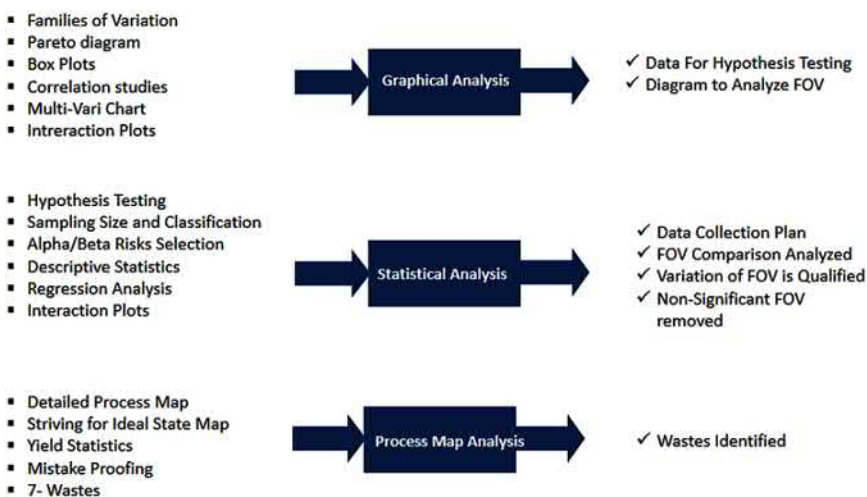 Families of Variation
Pareto diagram
Box Plots
Correlation studies
Multi-Vari Chart
Intreraction Plots
Graphical Analysis
Data For Hypothesis Testing
Diagram to Analyze FOV
Hypothesis Testing
Sampling Size and Classification
Alpha/Beta Risks Selection
Descriptive Statistics
Regression Analysis
Interaction Plots
Statistical Analysis
Data Collection Plan
FOV Comparison Analyzed
Variation of FOV is Qualified
Non-Significant FOV
removed
Detailed Process Map
Striving for Ideal State Map
Yield Statistics
Mistake Proofing
7- Wastes
Process Map Analysis
Wastes Identified